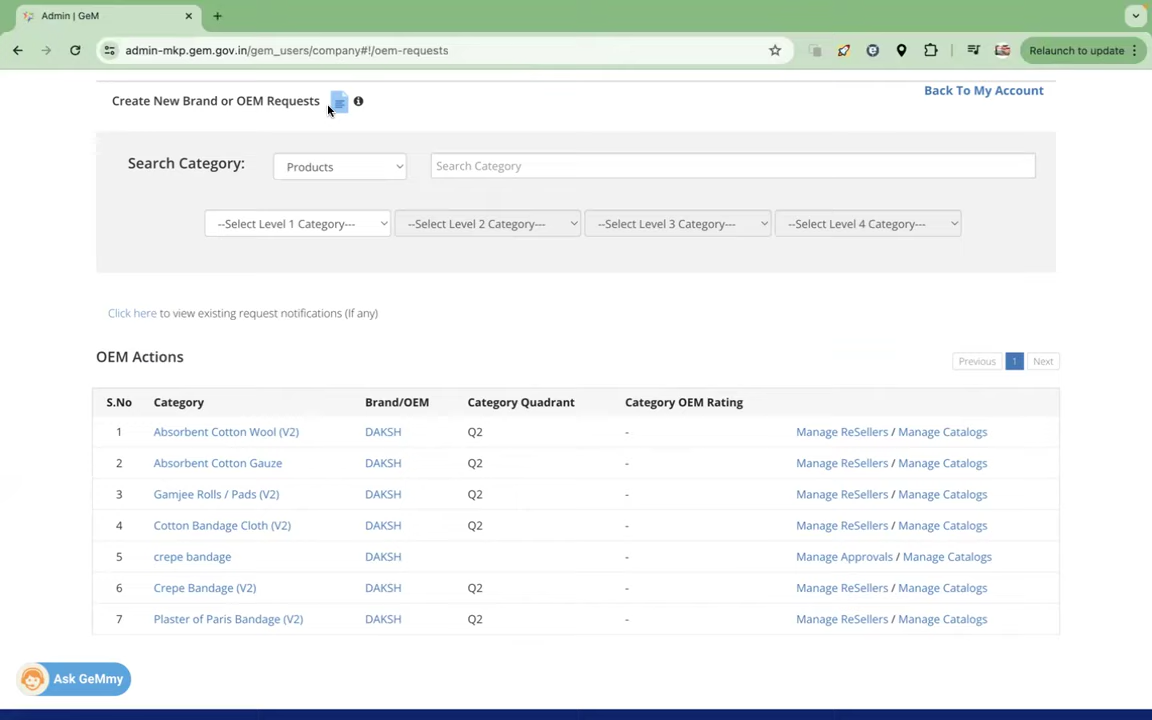 Admin | GeM
admin-mkp.gem.gov.in/gem_users/company#!/oem-requests
Relaunch to update
Create New Brand or OEM Requests
Back To My Account
Search Category:
Products
Search Category
--Select Level 1 Category---
--Select Level 2 Category---
--Select Level 3 Category---
--Select Level 4 Category---
Click here to view existing request notifications (If any)
OEM Actions
Previous 1 Next
S.No Category Brand/OEM Category Quadrant Category OEM Rating
1 Absorbent Cotton Wool (V2) DAKSH Q2 - Manage ReSellers / Manage Catalogs
2 Absorbent Cotton Gauze DAKSH Q2 - Manage ReSellers / Manage Catalogs
3 Gamjee Rolls / Pads (V2) DAKSH Q2 - Manage ReSellers / Manage Catalogs
4 Cotton Bandage Cloth (V2) DAKSH Q2 - Manage ReSellers / Manage Catalogs
5 crepe bandage DAKSH - Manage Approvals / Manage Catalogs
6 Crepe Bandage (V2) DAKSH Q2 - Manage ReSellers / Manage Catalogs
7 Plaster of Paris Bandage (V2) DAKSH Q2 - Manage ReSellers / Manage Catalogs
Ask GeMmy